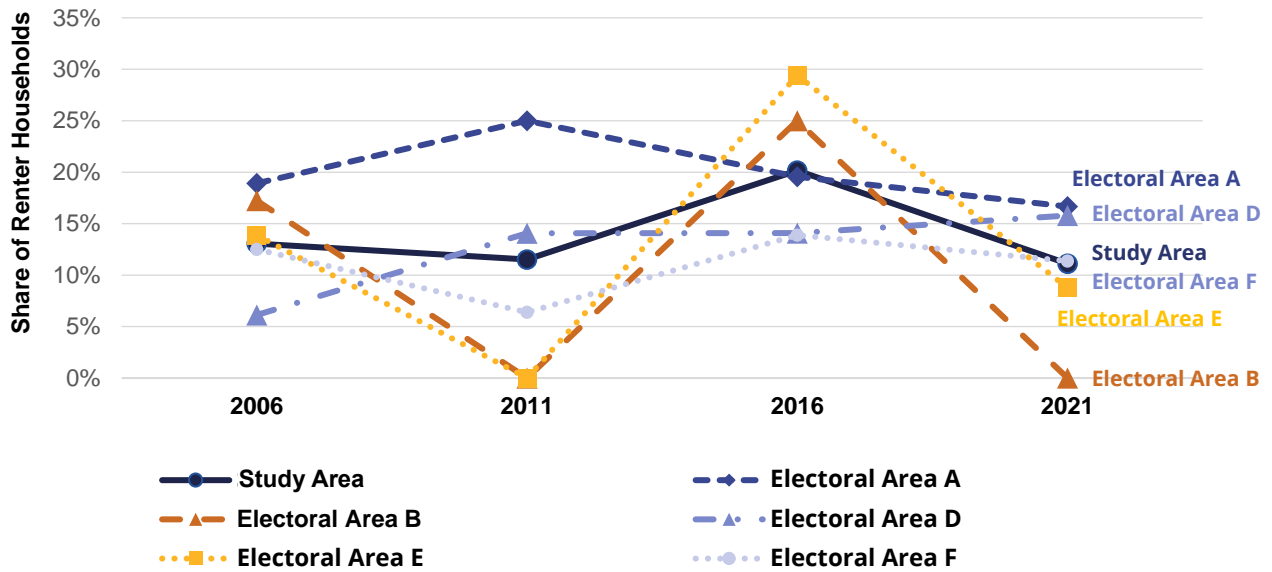 Share of Renter Households
35%
30%
25%
20%
15%
10%
5%
0%
2006 2011 2016 2021
Electoral Area A
Electoral Area D
Study Area
Electoral Area F
Electoral Area E
Electoral Area B
Study Area Electoral Area A
Electoral Area B Electoral Area D
Electoral Area E Electoral Area F